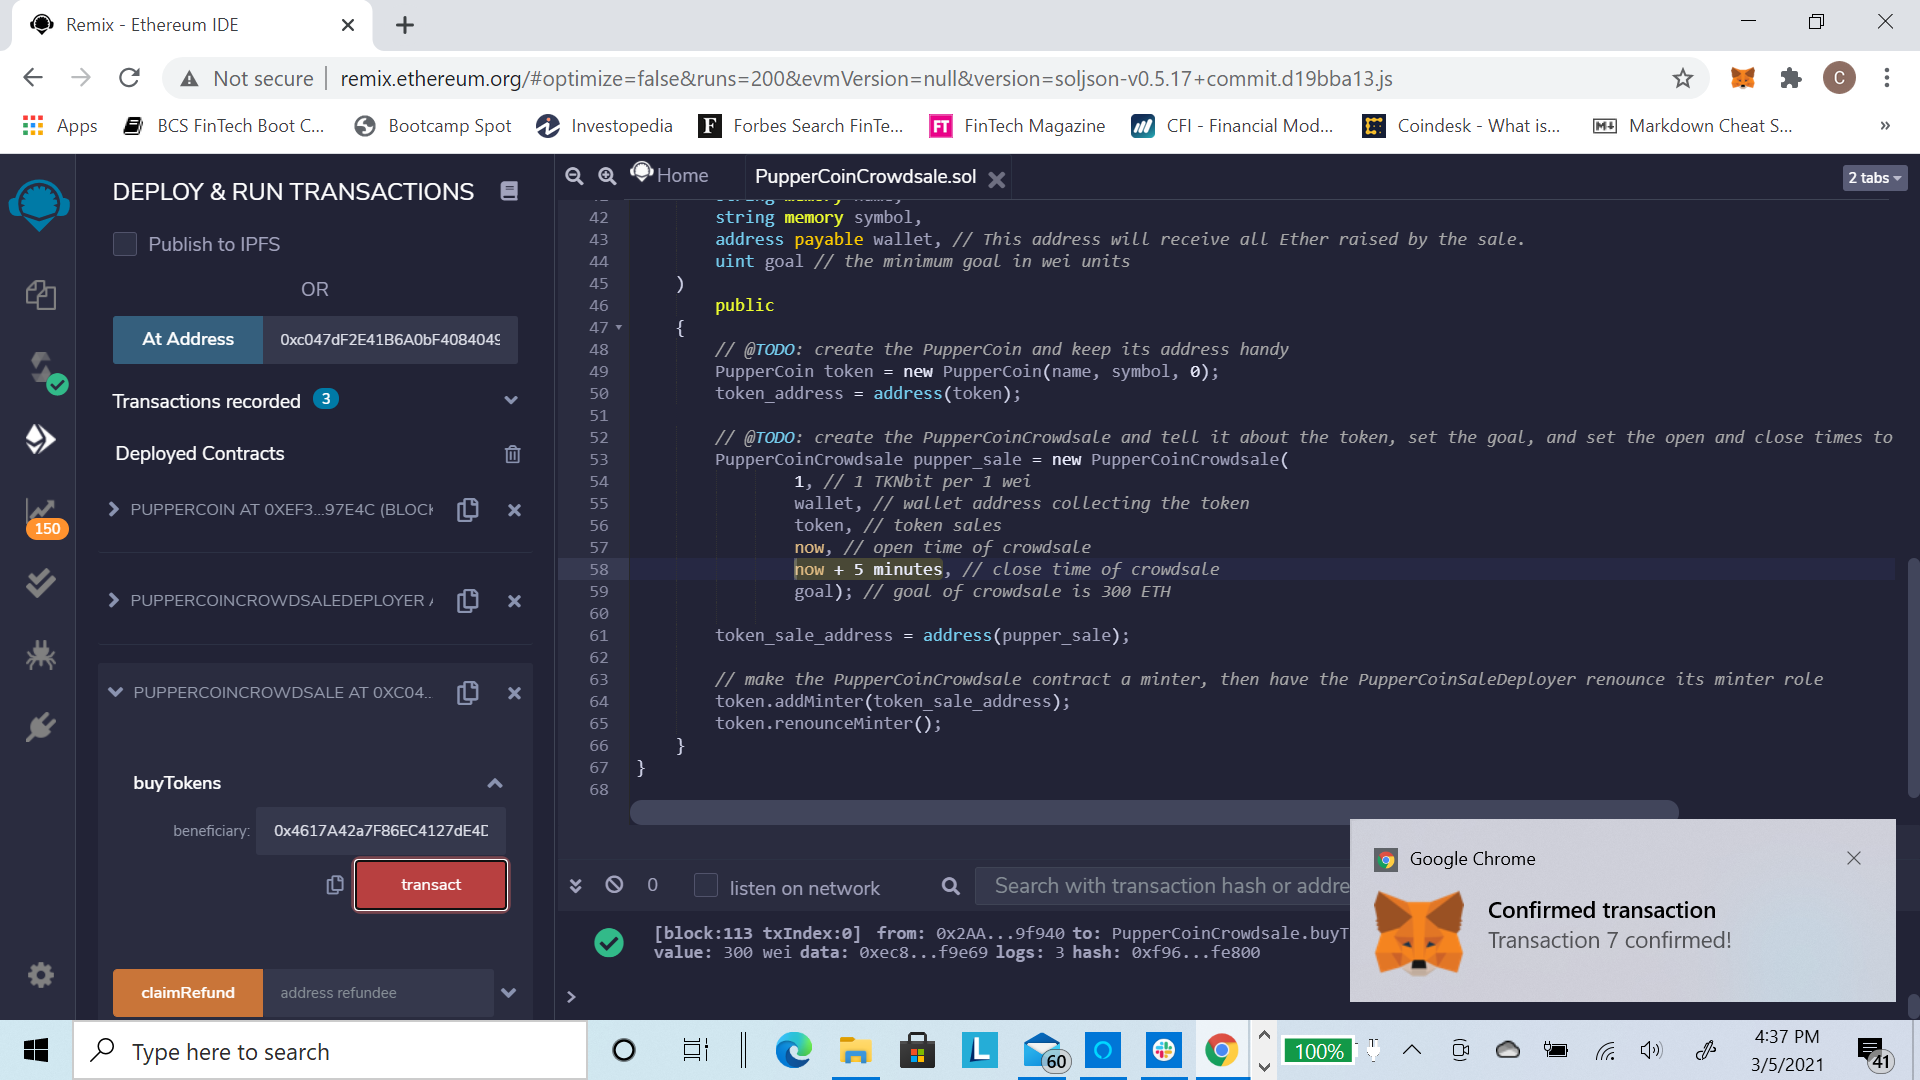 Remix - Ethereum IDE
Not secure | remix.ethereum.org/#optimize=false&runs=200&evmVersion=null&version=soljson-v0.5.17+commit.d19bba13.js
C
Apps BCS FinTech Boot C... Bootcamp Spot Investopedia F Forbes Search FinTe... FT FinTech Magazine CFI - Financial Mod... Coindesk - What is... Markdown Cheat S... »
DEPLOY & RUN TRANSACTIONS
Publish to IPFS
OR
At Address 0xc047dF2E41B6A0bF4084049
Transactions recorded 3
Deployed Contracts
PUPPERCOIN AT 0XEF3...97E4C (BLOCK
150
PUPPERCOINCROWDSALEDEPLOYER A
PUPPERCOINCROWDSALE AT 0XC04...
buyTokens
beneficiary: 0x4617A42a7F86EC4127dE4D
transact
claimRefund address refundee
Home PupperCoinCrowdsale.sol 2 tabs
42 string memory symbol,
43 address payable wallet, // This address will receive all Ether raised by the sale.
44 uint goal // the minimum goal in wei units
45 )
46 public
47 {
48 // @TODO: create the PupperCoin and keep its address handy
49 PupperCoin token = new PupperCoin(name, symbol, 0);
50 token_address = address(token);
51
52 // @TODO: create the PupperCoinCrowdsale and tell it about the token, set the goal, and set the open and close times to
53 PupperCoinCrowdsale pupper_sale = new PupperCoinCrowdsale(
54 1, // 1 TKNbit per 1 wei
55 wallet, // wallet address collecting the token
56 token, // token sales
57 now, // open time of crowdsale
58 now + 5 minutes, // close time of crowdsale
59 goal); // goal of crowdsale is 300 ETH
60
61 token_sale_address = address(pupper_sale);
62
63 // make the PupperCoinCrowdsale contract a minter, then have the PupperCoinSaleDeployer renounce its minter role
64 token.addMinter(token_sale_address);
65 token.renounceMinter();
66 }
67 }
68
0 listen on network Search with transaction hash or addre
[block:113 txIndex:0] from: 0x2AA...9f940 to: PupperCoinCrowdsale.buyT
value: 300 wei data: 0xec8...f9e69 logs: 3 hash: 0xf96...fe800
>
Google Chrome
Confirmed transaction
Transaction 7 confirmed!
Type here to search
L
60
100%
4:37 PM
3/5/2021
41